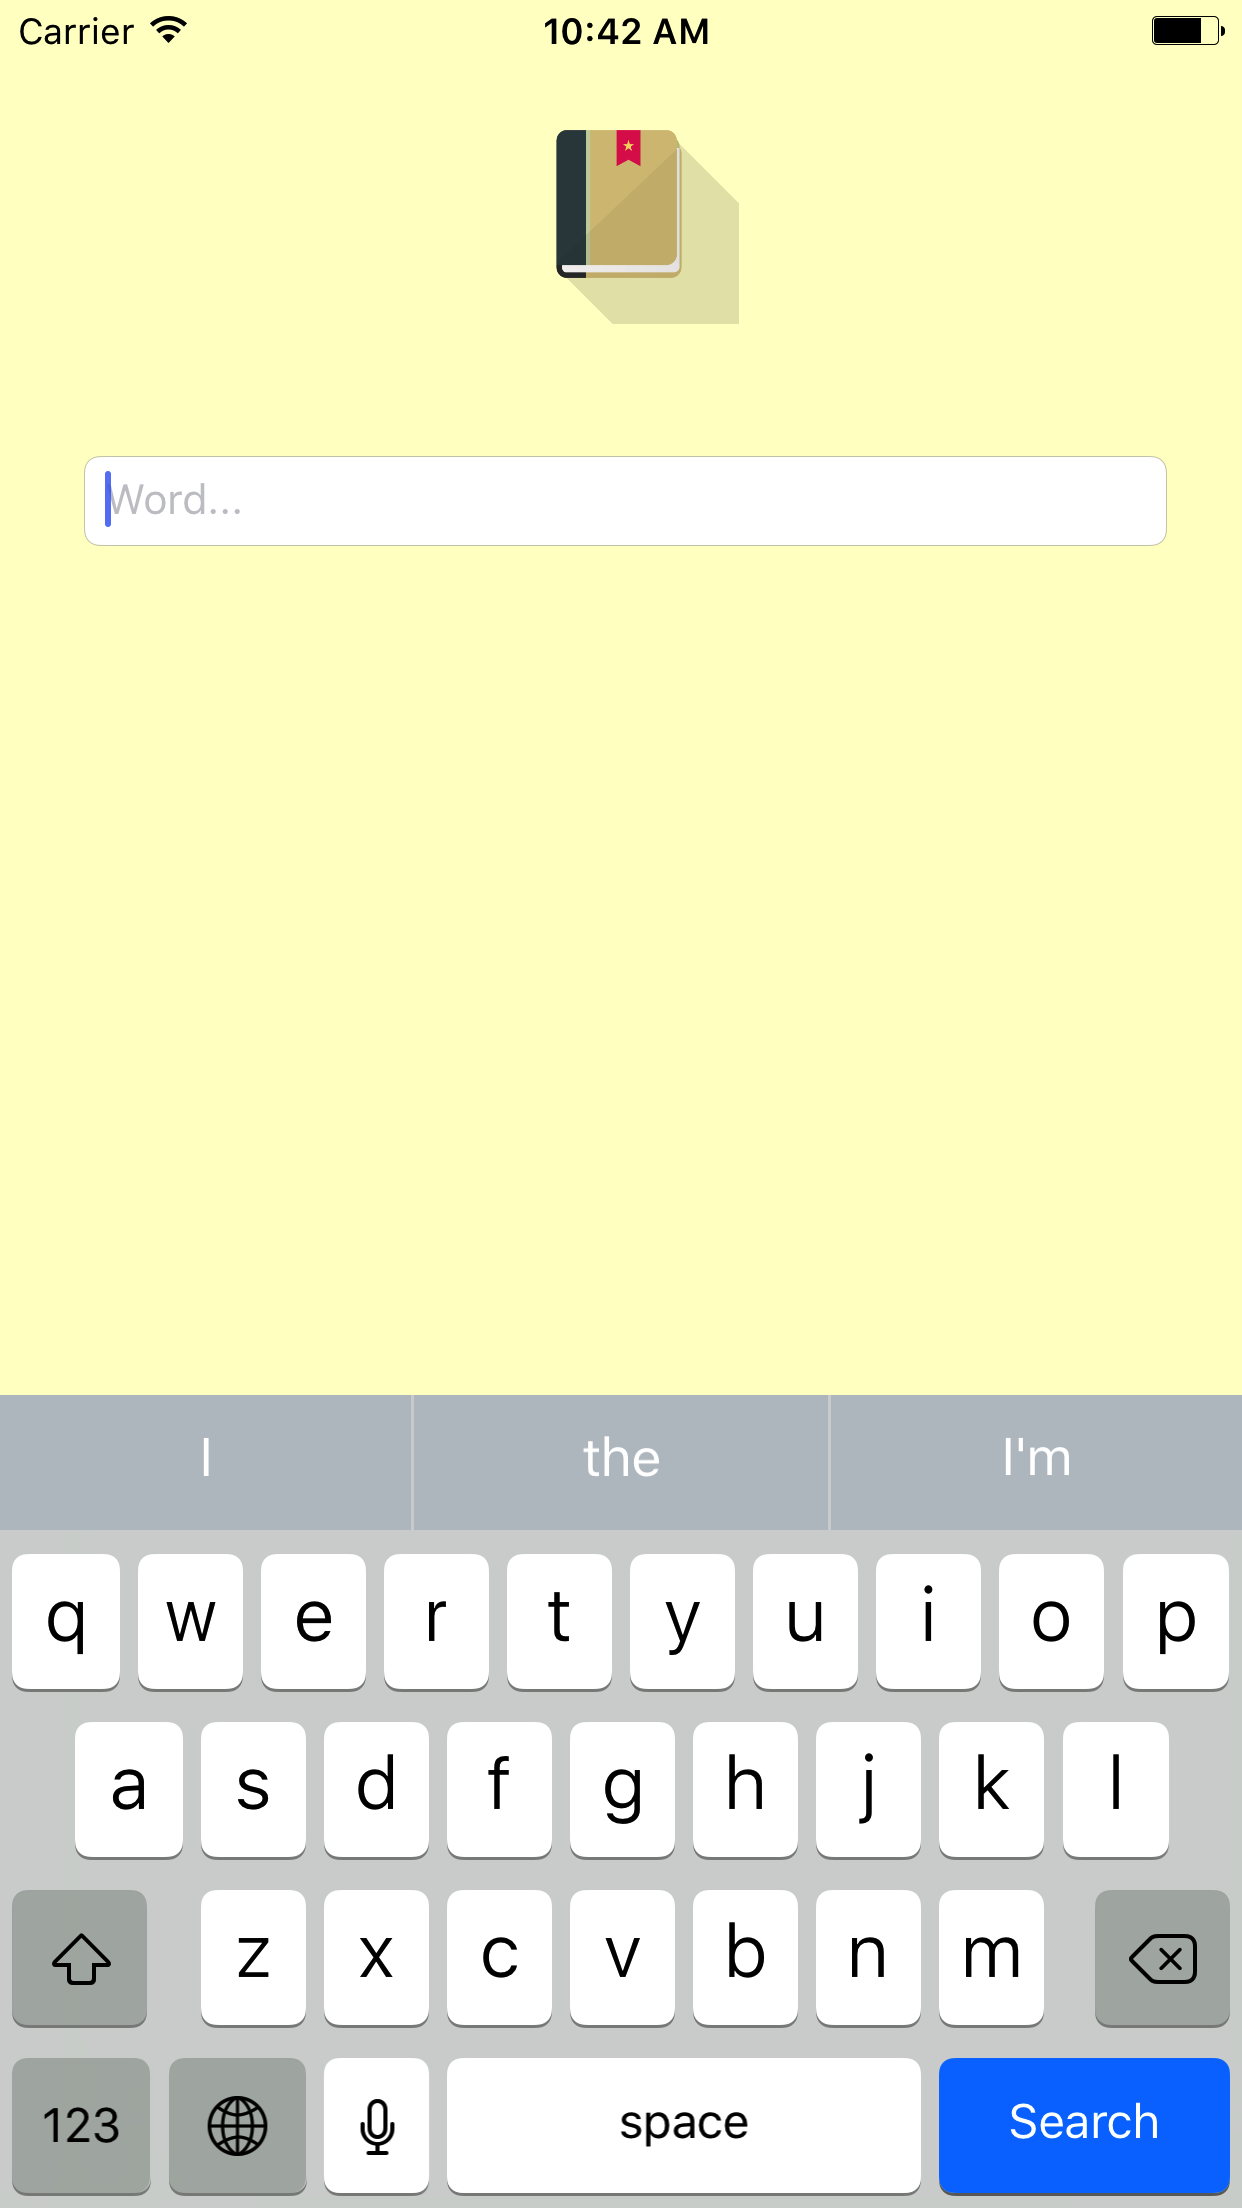 Carrier 10:42 AM
Word...
I the I'm
q w e r t y u i o p
a s d f g h j k l
z x c v b n m
123 space Search